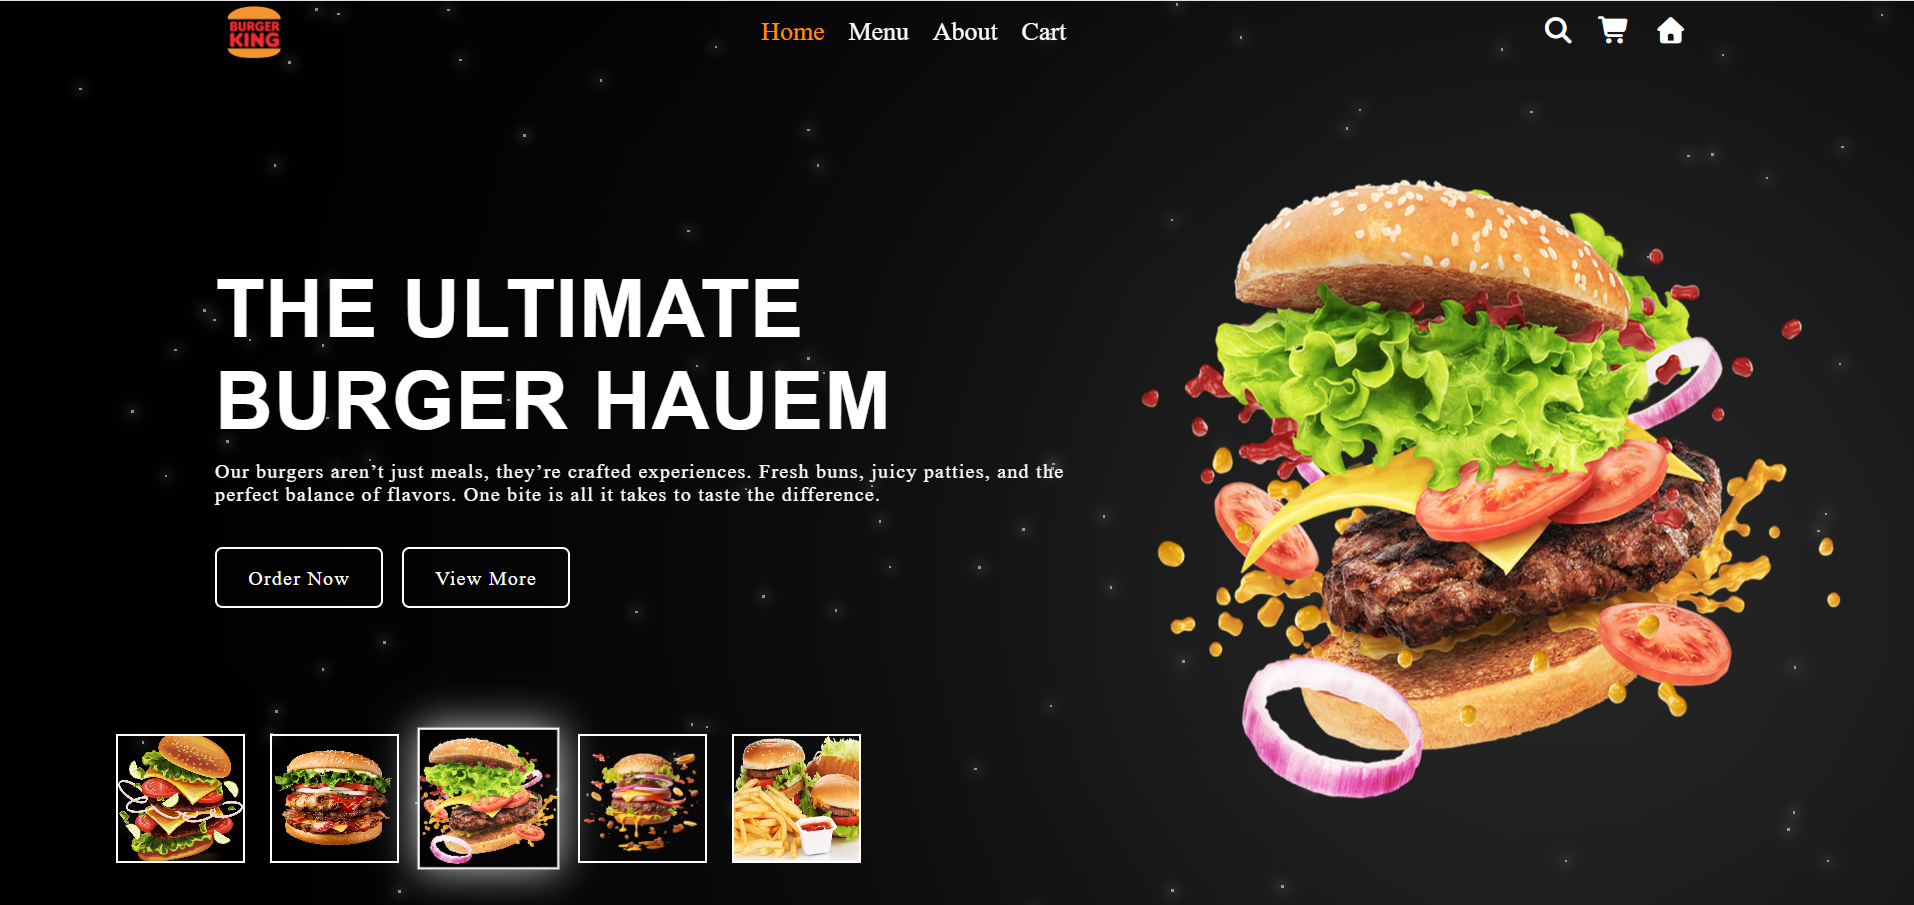 BURGER
KING
Home Menu About Cart
THE ULTIMATE
BURGER HAUEM
Our burgers aren’t just meals, they’re crafted experiences. Fresh buns, juicy patties, and the
perfect balance of flavors. One bite is all it takes to taste the difference.
Order Now View More